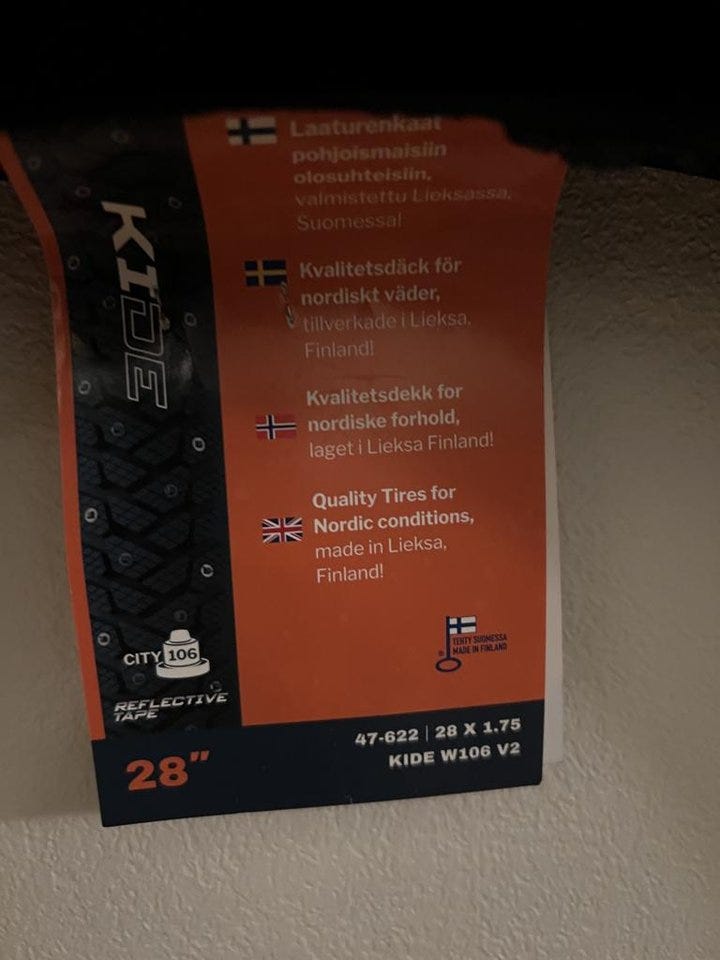 Laaturenkaat
pohjoismaisiin
olosuhteisiin,
valmistettu Lieksassa,
Suomessa!
KIDE
Kvalitetsdäck för
nordiskt väder,
tillverkade i Lieksa,
Finland!
Kvalitetsdekk for
nordiske forhold,
laget i Lieksa Finland!
Quality Tires for
Nordic conditions,
made in Lieksa,
Finland!
CITY 106
REFLECTIVE
TAPE
TEHTY SUOMESSA
MADE IN FINLAND
28"
47-622 | 28 X 1.75
KIDE W106 V2